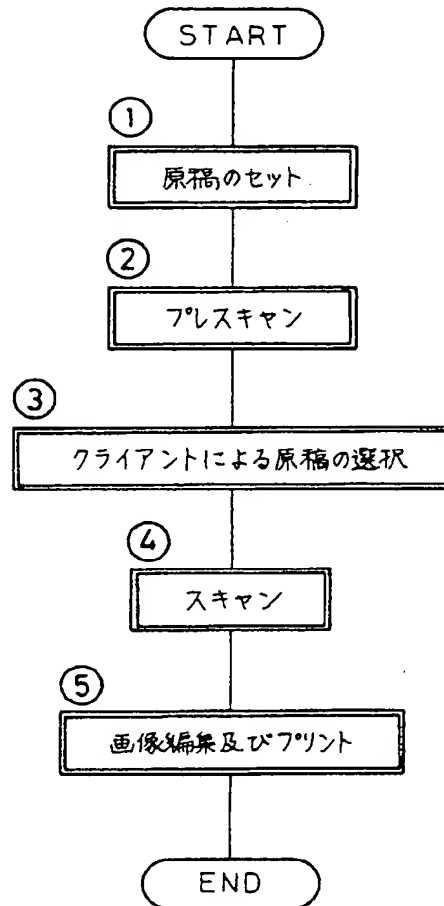 START
①
原稿のセット
②
プレスキャン
③
クライアントによる原稿の選択
④
スキャン
⑤
画像編集及びプリント
END